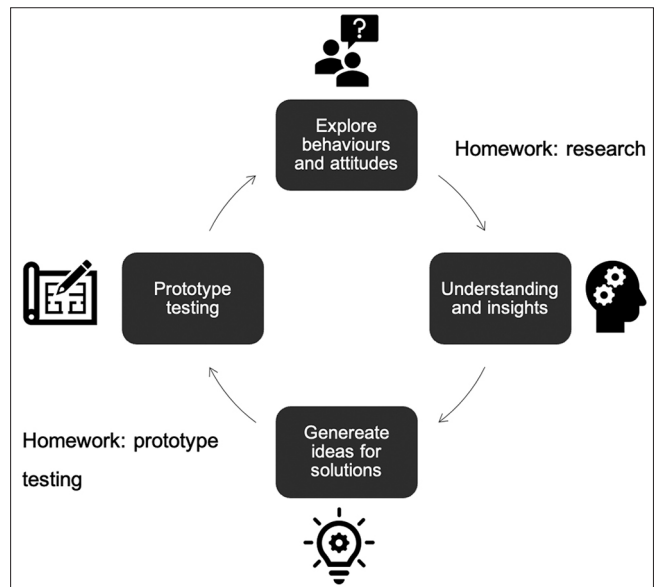 Explore
behaviours
and attitudes
Homework: research
Prototype
testing
Understanding
and insights
Homework: prototype
testing
Genereate
ideas for
solutions